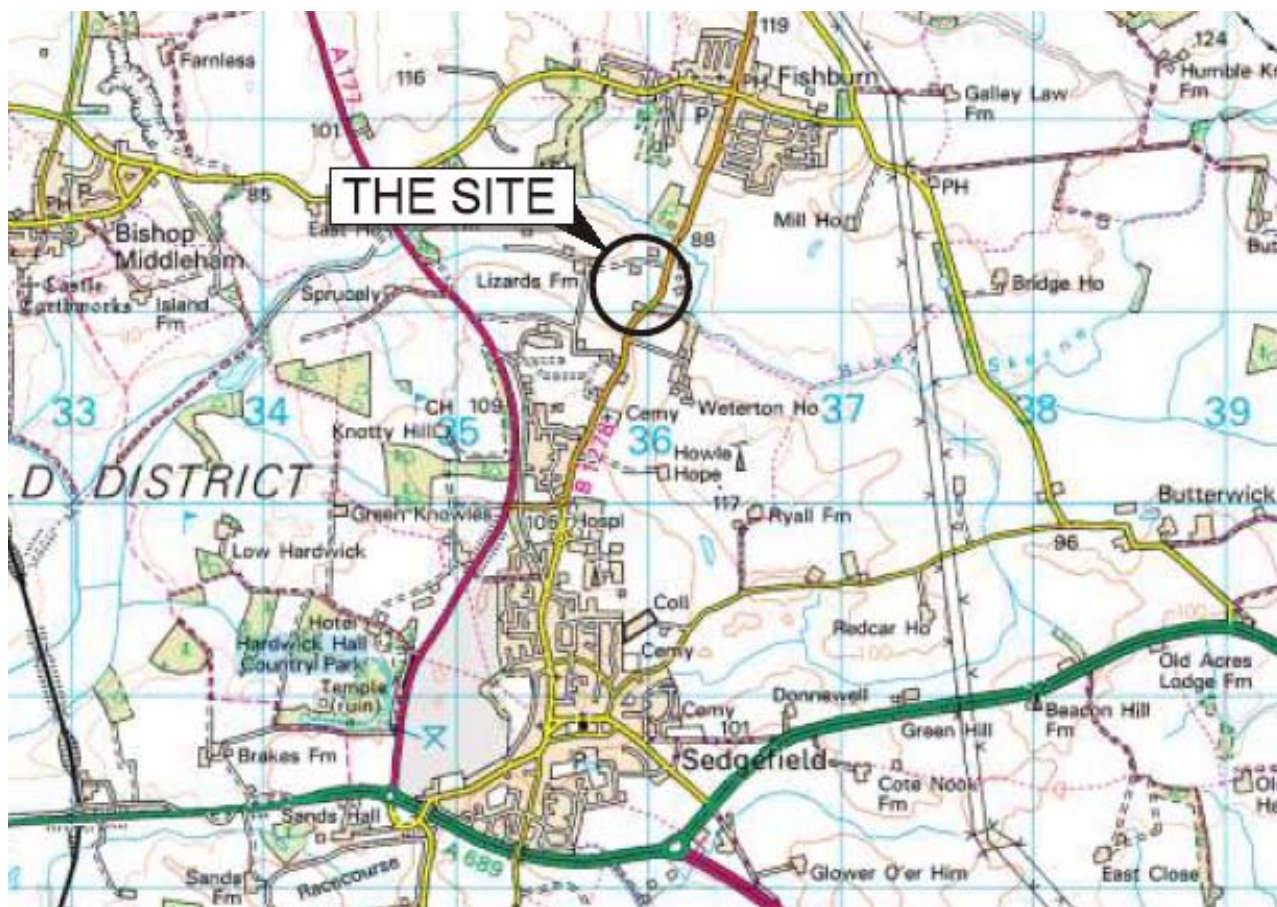 119
124
Farnless
A 177
116
Fishburn
Humble
Fm
Galley Law
Fm
101
P
THE SITE
PH
P
85
PH
Mill Ho
88
Bishop
Middleham
East Ho
Castle
Earthworks
Island
Fm
Sprucely
Lizards Fm
Bridge Ho
Skerne
33
34
CH
109
35
Cemy
36
Weterton Ho
37
38
39
Knotty Hill
B 1278
Howle
Hope
D DISTRICT
117
Butterwick
Green Knowles
105
Hospl
Ryall Fm
Low Hardwick
96
Coll
Hotel
Hardwick Hall
Country Park
Cemy
Redcar Ho
100
100
Temple
(ruin)
Old Acres
Lodge Fm
Donnewell
Cemy
101
Green Hill
Beacon Hill
Fm
Brakes Fm
P
Sedgefield
Cote Nook
Fm
Sands Hall
A 689
Sands
Fm
Racecourse
Glower O'er Him
East Close